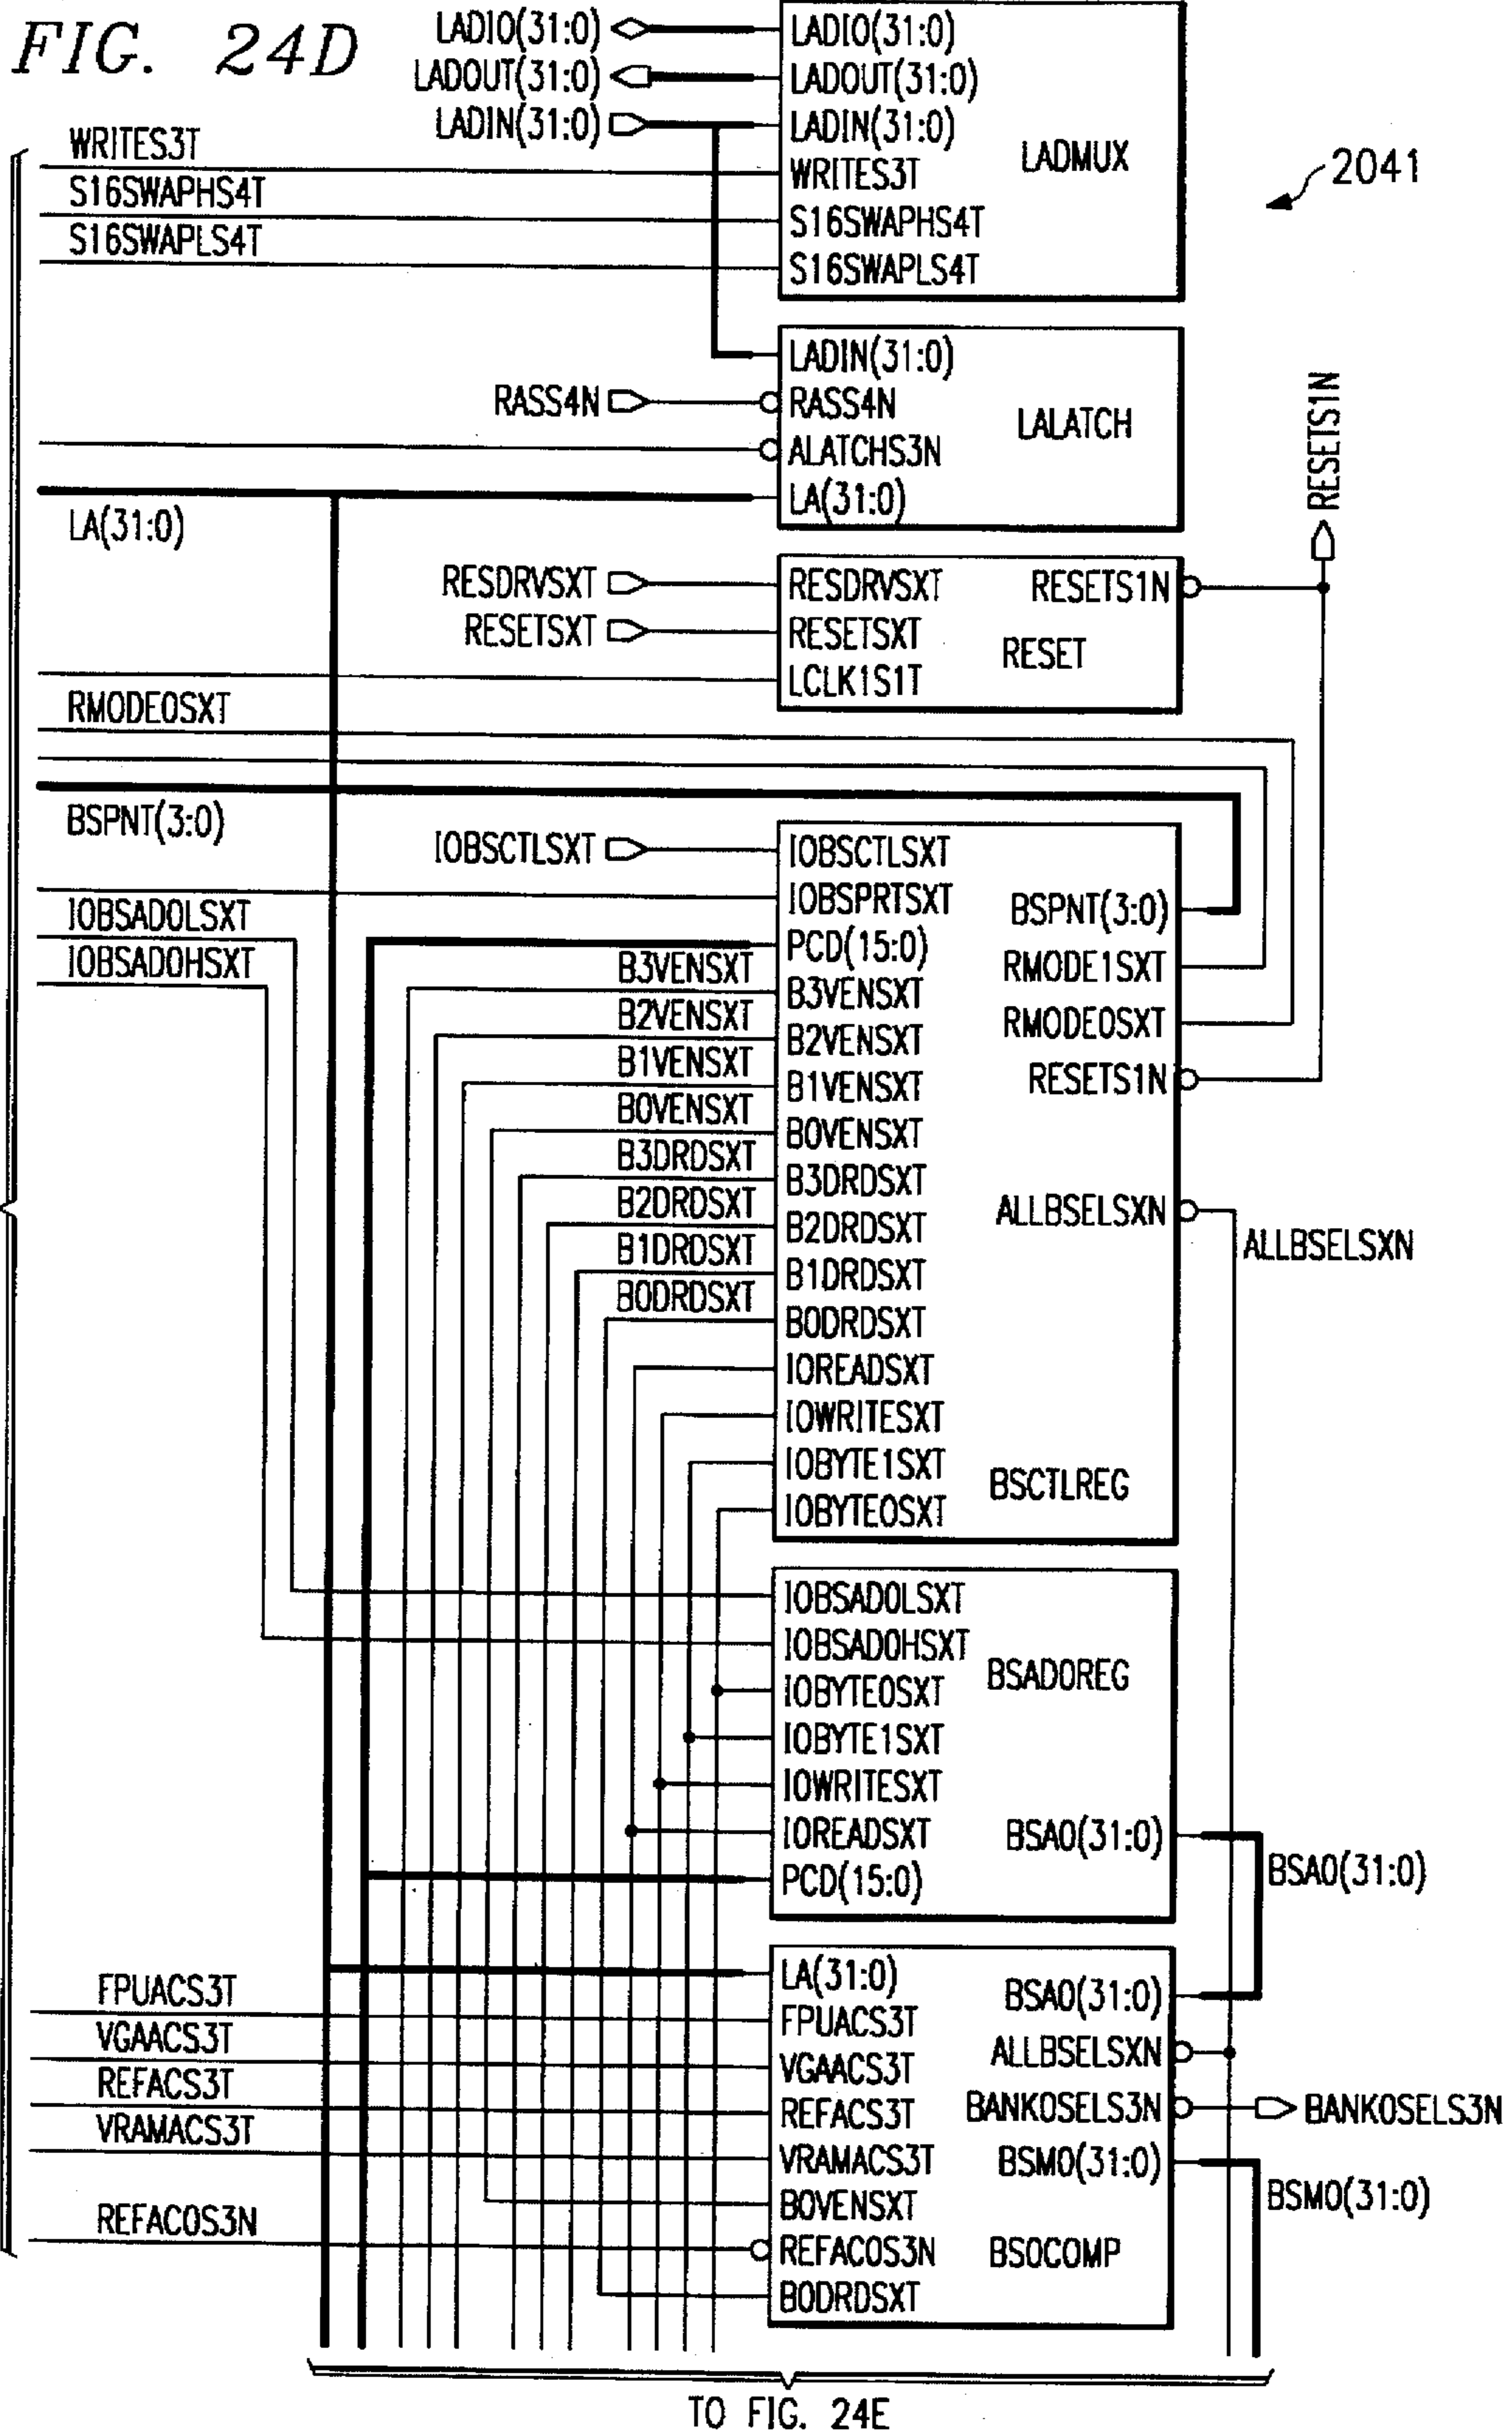 FIG. 24D
LADIO(31:0) LADIO(31:0)
LADOUT(31:0) LADOUT(31:0)
LADIN(31:0) LADIN(31:0)
LADMUX
2041
WRITES3T WRITES3T
S16SWAPHS4T S16SWAPHS4T
S16SWAPLS4T S16SWAPLS4T
LADIN(31:0)
RASS4N RASS4N
LALATCH
ALATCHS3N
LA(31:0) LA(31:0)
RESETS1N
RESDRVSXT RESDRVSXT RESETS1N
RESETSXT RESETSXT RESET
LCLK1S1T
RMODE0SXT
BSPNT(3:0)
IOBSCTLSXT IOBSCTLSXT
IOBSPRTSXT BSPNT(3:0)
IOBSAD0LSXT
PCD(15:0)
IOBSAD0HSXT
B3VENSXT B3VENSXT RMODE1SXT
B2VENSXT B2VENSXT RMODE0SXT
B1VENSXT B1VENSXT RESETS1N
B0VENSXT B0VENSXT
B3DRDSXT B3DRDSXT
B2DRDSXT B2DRDSXT ALLBSELSXN
ALLBSELSXN
B1DRDSXT B1DRDSXT
B0DRDSXT B0DRDSXT
IOREADSXT
IOWRITESXT
IOBYTE1SXT BSCTLREG
IOBYTE0SXT
IOBSAD0LSXT
IOBSAD0HSXT
BSAD0REG
IOBYTE0SXT
IOBYTE1SXT
IOWRITESXT
IOREADSXT BSA0(31:0)
BSA0(31:0)
PCD(15:0)
LA(31:0) BSA0(31:0)
FPUACS3T FPUACS3T
VGAACS3T VGAACS3T ALLBSELSXN
REFACS3T REFACS3T BANK0SELS3N BANK0SELS3N
VRAMACS3T VRAMACS3T BSM0(31:0)
BSM0(31:0)
B0VENSXT
REFAC0S3N REFAC0S3N BS0COMP
B0DRDSXT
TO FIG. 24E